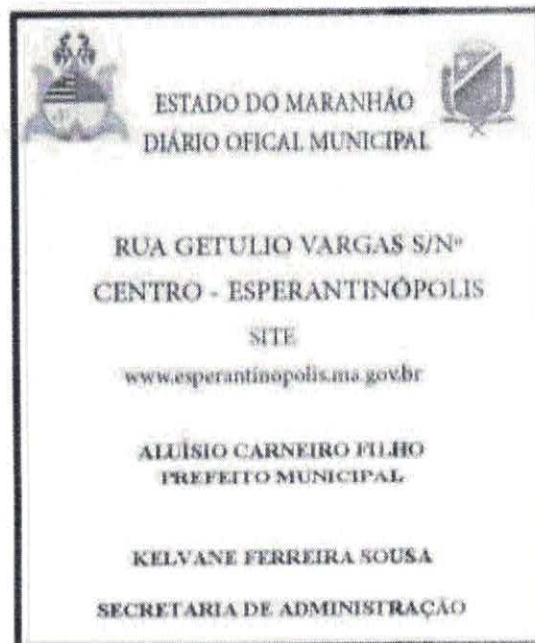 ESTADO DO MARANHÃO
DIÁRIO OFICAL MUNICIPAL
RUA GETULIO VARGAS S/Nº
CENTRO - ESPERANTINÓPOLIS
SITE
www.esperantinopolis.ma.gov.br
ALUÍSIO CARNEIRO FILHO
PREFEITO MUNICIPAL
KELVANE FERREIRA SOUSA
SECRETARIA DE ADMINISTRAÇÃO